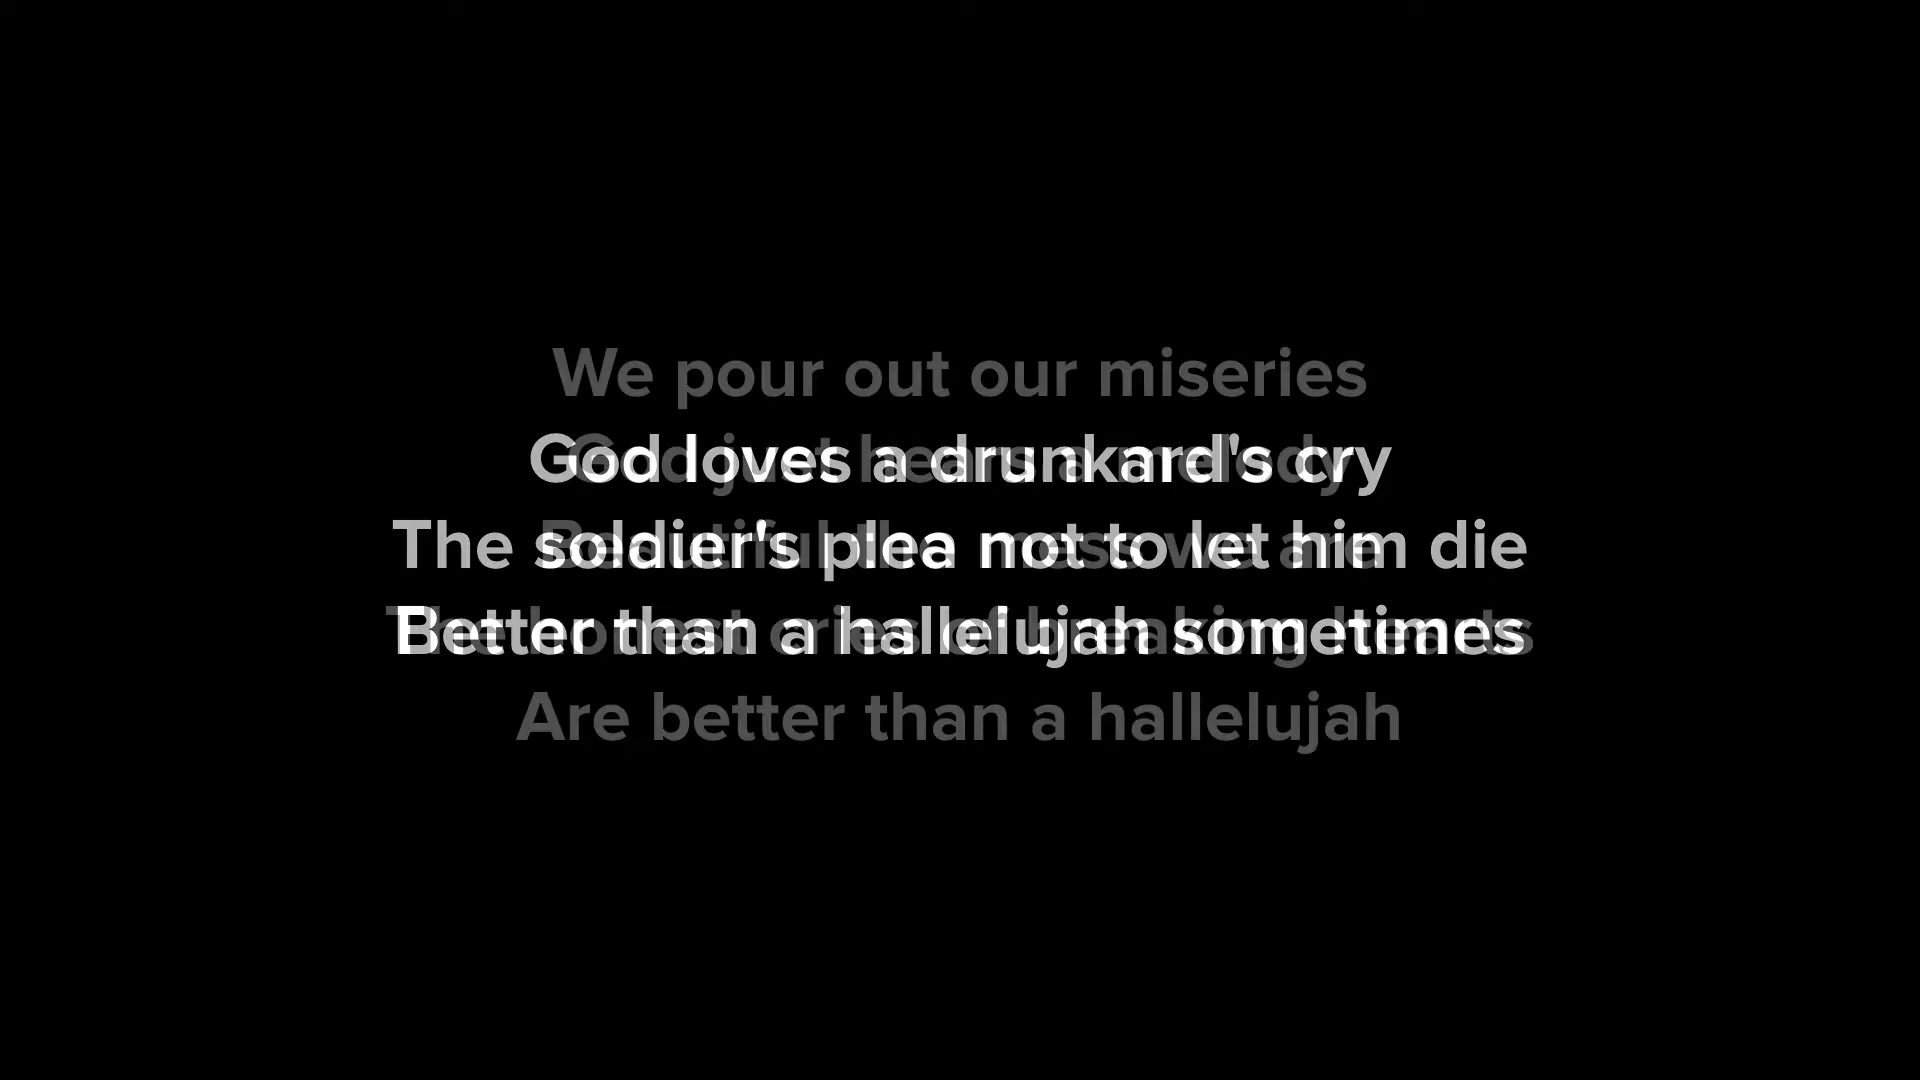 We pour out our miseries
God loves a drunkard's cry
God just hears a melody
The soldier's plea not to let him die
Beautiful the mess we are
Better than a hallelujah sometimes
The honest cries of breaking hearts
Are better than a hallelujah